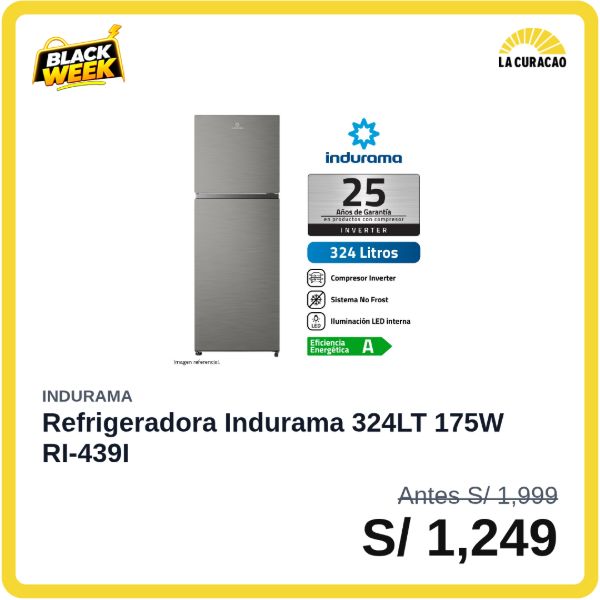 BLACK
WEEK
LA CURACAO
indurama
25
Años de Garantía
en productos con compresor
INVERTER
324 Litros
Compresor Inverter
Sistema No Frost
LED
Iluminación LED interna
Eficiencia
Energética
A
Imagen referencial.
INDURAMA
Refrigeradora Indurama 324LT 175W
RI-439I
Antes S/ 1,999
S/ 1,249